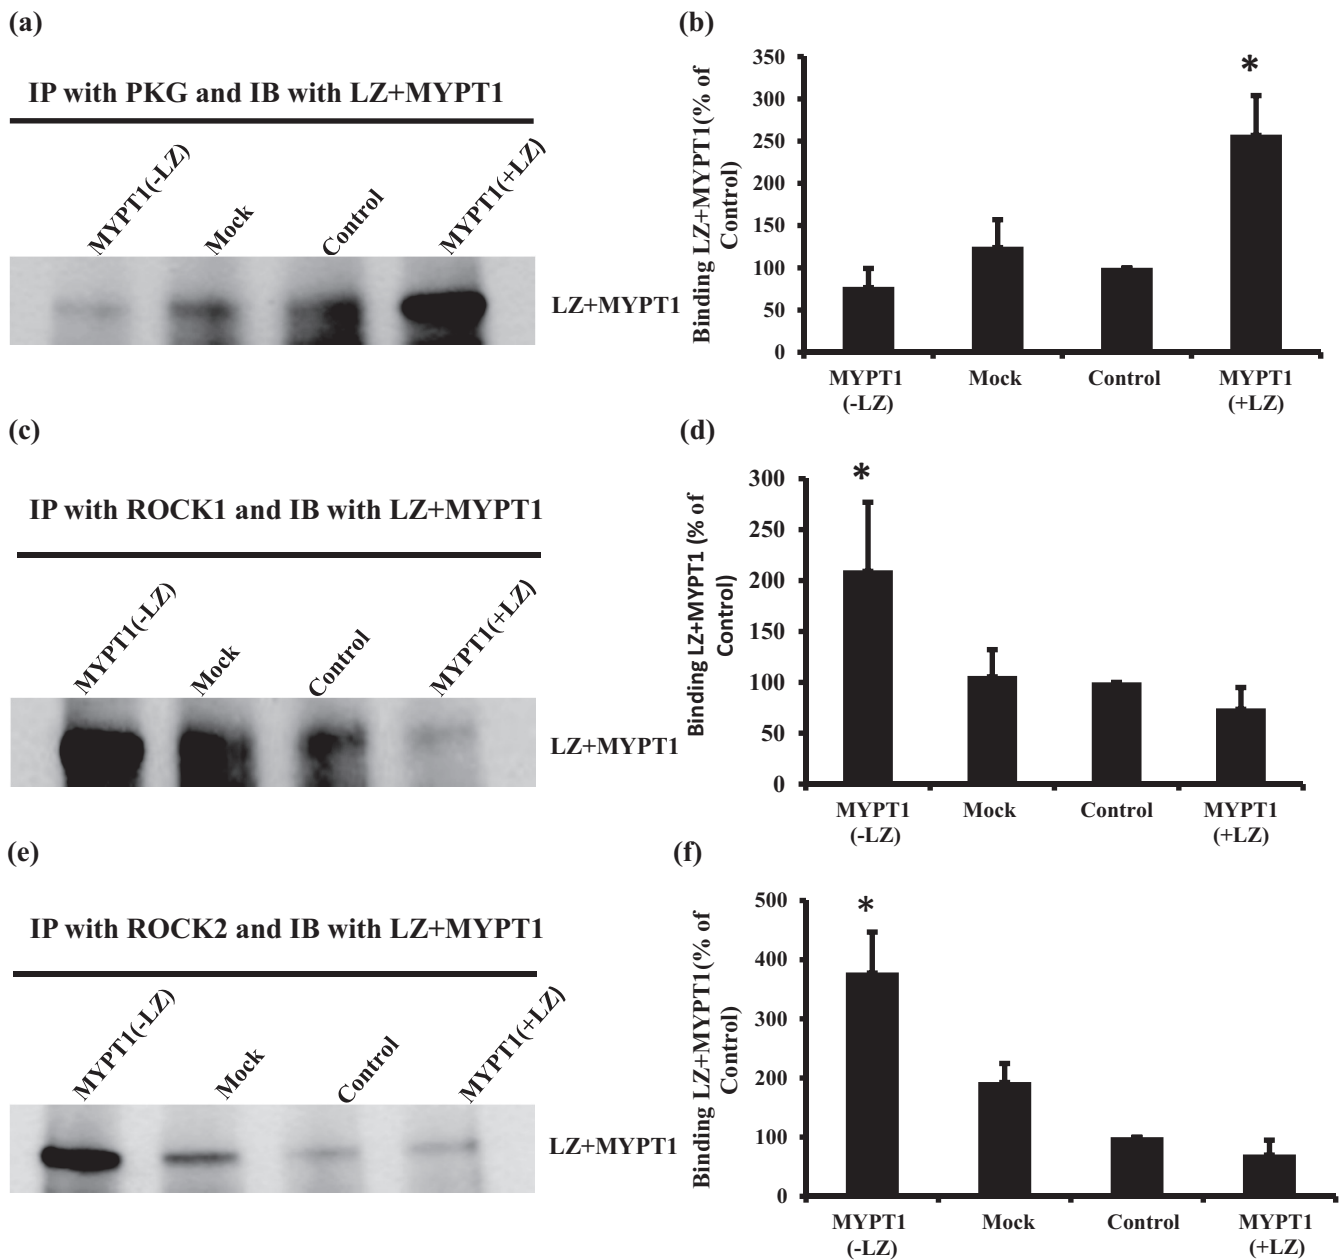 (a)
IP with PKG and IB with LZ+MYPT1
MYPT1(-LZ)
Mock
Control
MYPT1(+LZ)
LZ+MYPT1
(b)
Binding LZ+MYPT1(% of
Control)
350
300
250
200
150
100
50
0
*
MYPT1
(-LZ)
Mock
Control
MYPT1
(+LZ)
(c)
IP with ROCK1 and IB with LZ+MYPT1
MYPT1(-LZ)
Mock
Control
MYPT1(+LZ)
LZ+MYPT1
(d)
Binding LZ+MYPT1 (% of
Control)
300
250
200
150
100
50
0
*
MYPT1
(-LZ)
Mock
Control
MYPT1
(+LZ)
(e)
IP with ROCK2 and IB with LZ+MYPT1
MYPT1(-LZ)
Mock
Control
MYPT1(+LZ)
LZ+MYPT1
(f)
Binding LZ+MYPT1(% of
Control)
500
400
300
200
100
0
*
MYPT1
(-LZ)
Mock
Control
MYPT1
(+LZ)